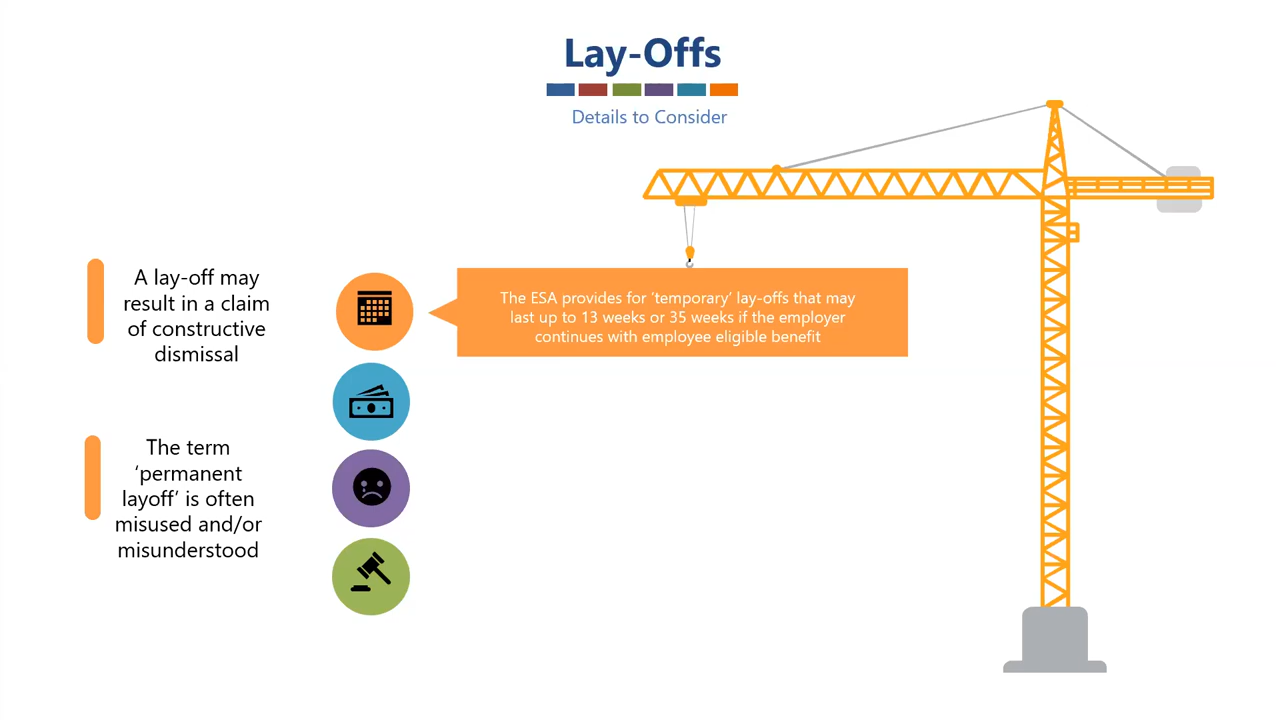 Lay-Offs
Details to Consider
A lay-off may
result in a claim
of constructive
dismissal
The ESA provides for ‘temporary’ lay-offs that may
last up to 13 weeks or 35 weeks if the employer
continues with employee eligible benefit
The term
‘permanent
layoff’ is often
misused and/or
misunderstood